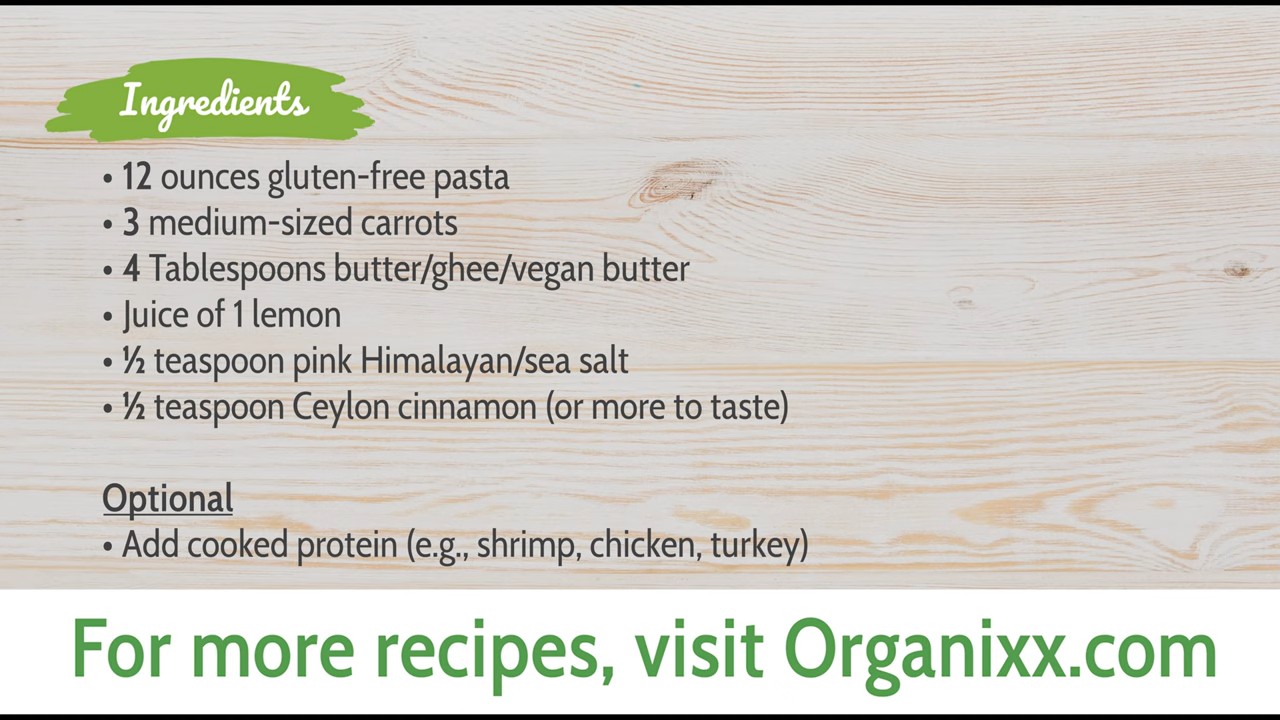 Ingredients
• 12 ounces gluten-free pasta
• 3 medium-sized carrots
• 4 Tablespoons butter/ghee/vegan butter
• Juice of 1 lemon
• ½ teaspoon pink Himalayan/sea salt
• ½ teaspoon Ceylon cinnamon (or more to taste)
Optional
• Add cooked protein (e.g., shrimp, chicken, turkey)
For more recipes, visit Organixx.com